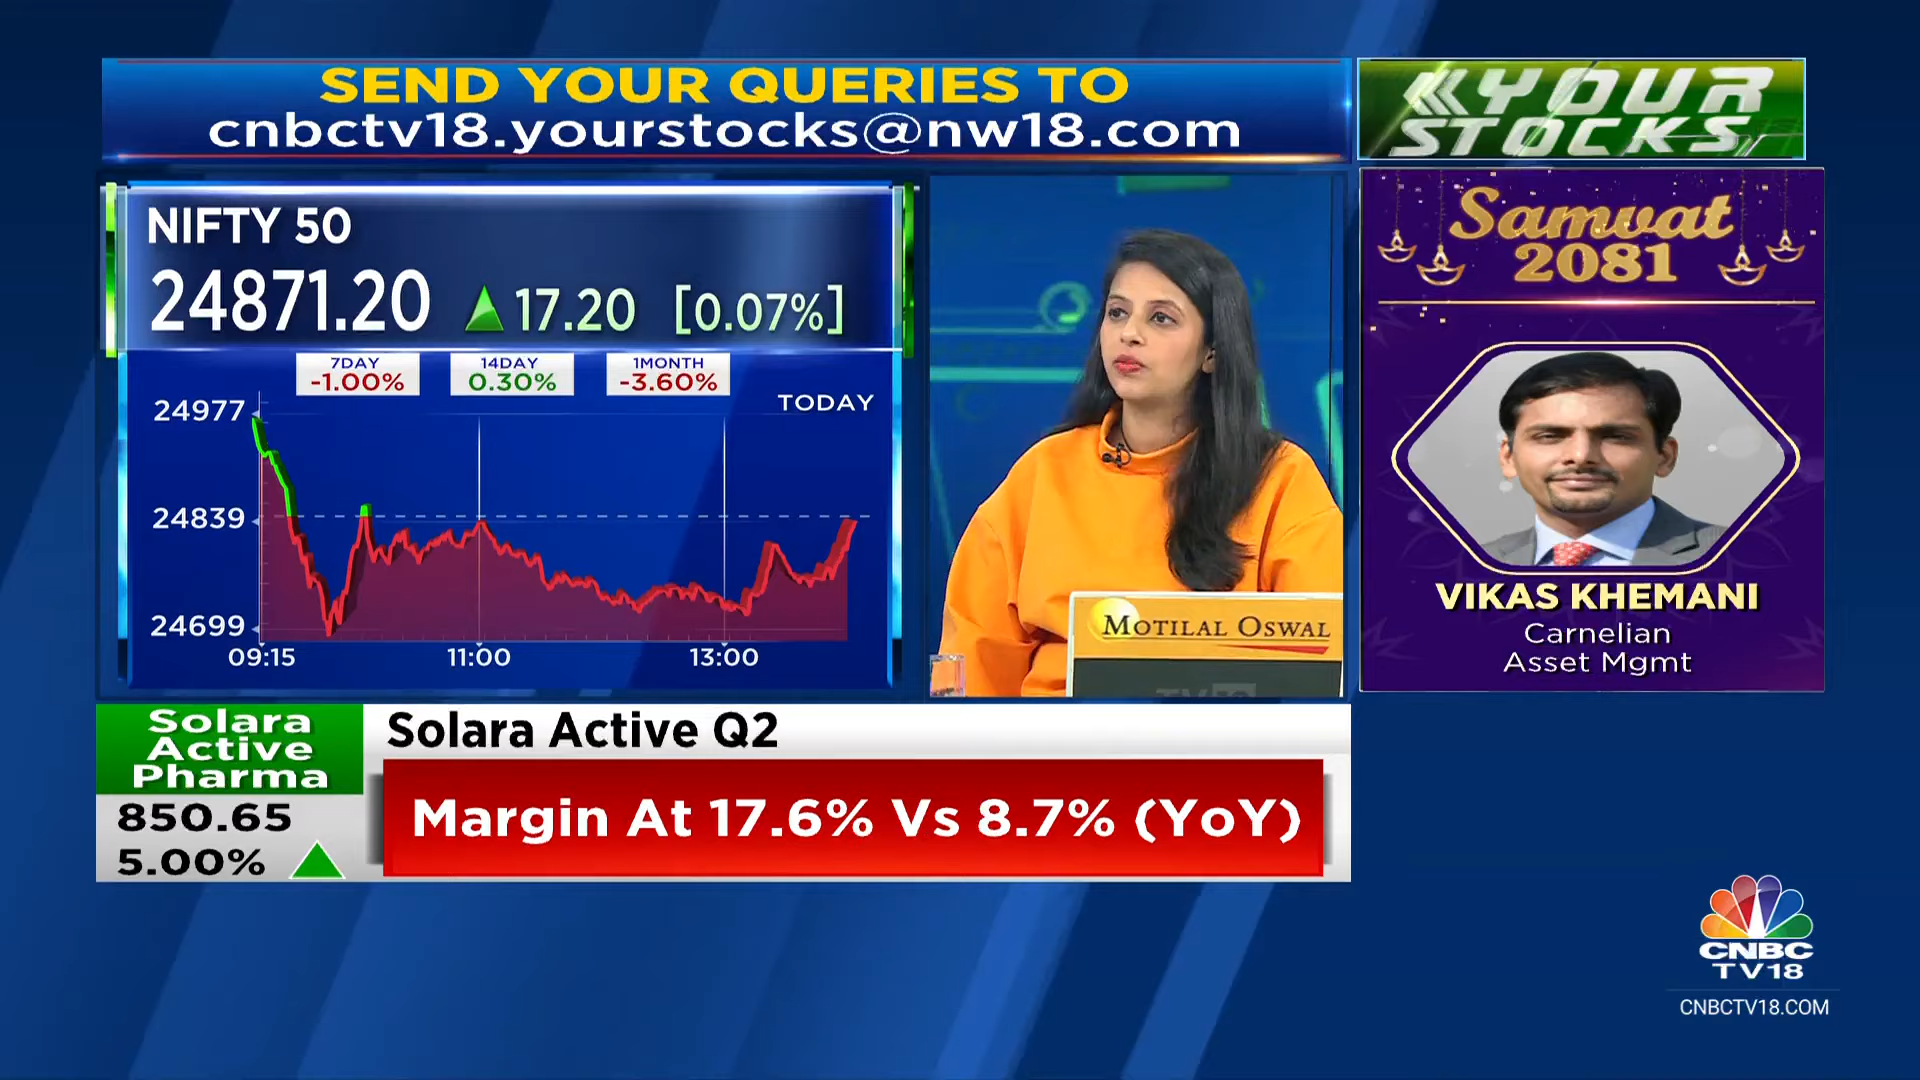 SEND YOUR QUERIES TO
cnbctv18.yourstocks@nw18.com
YOUR
STOCKS
NIFTY 50
24871.20 17.20 [0.07%]
7DAY
-1.00%
14DAY
0.30%
1MONTH
-3.60%
TODAY
24977
24839
24699
09:15 11:00 13:00
MOTILAL OSWAL
TV18
Samvat
2081
VIKAS KHEMANI
Carnelian
Asset Mgmt
Solara
Active
Pharma
850.65
5.00%
Solara Active Q2
Margin At 17.6% Vs 8.7% (YoY)
CNBC
TV18
CNBCTV18.COM